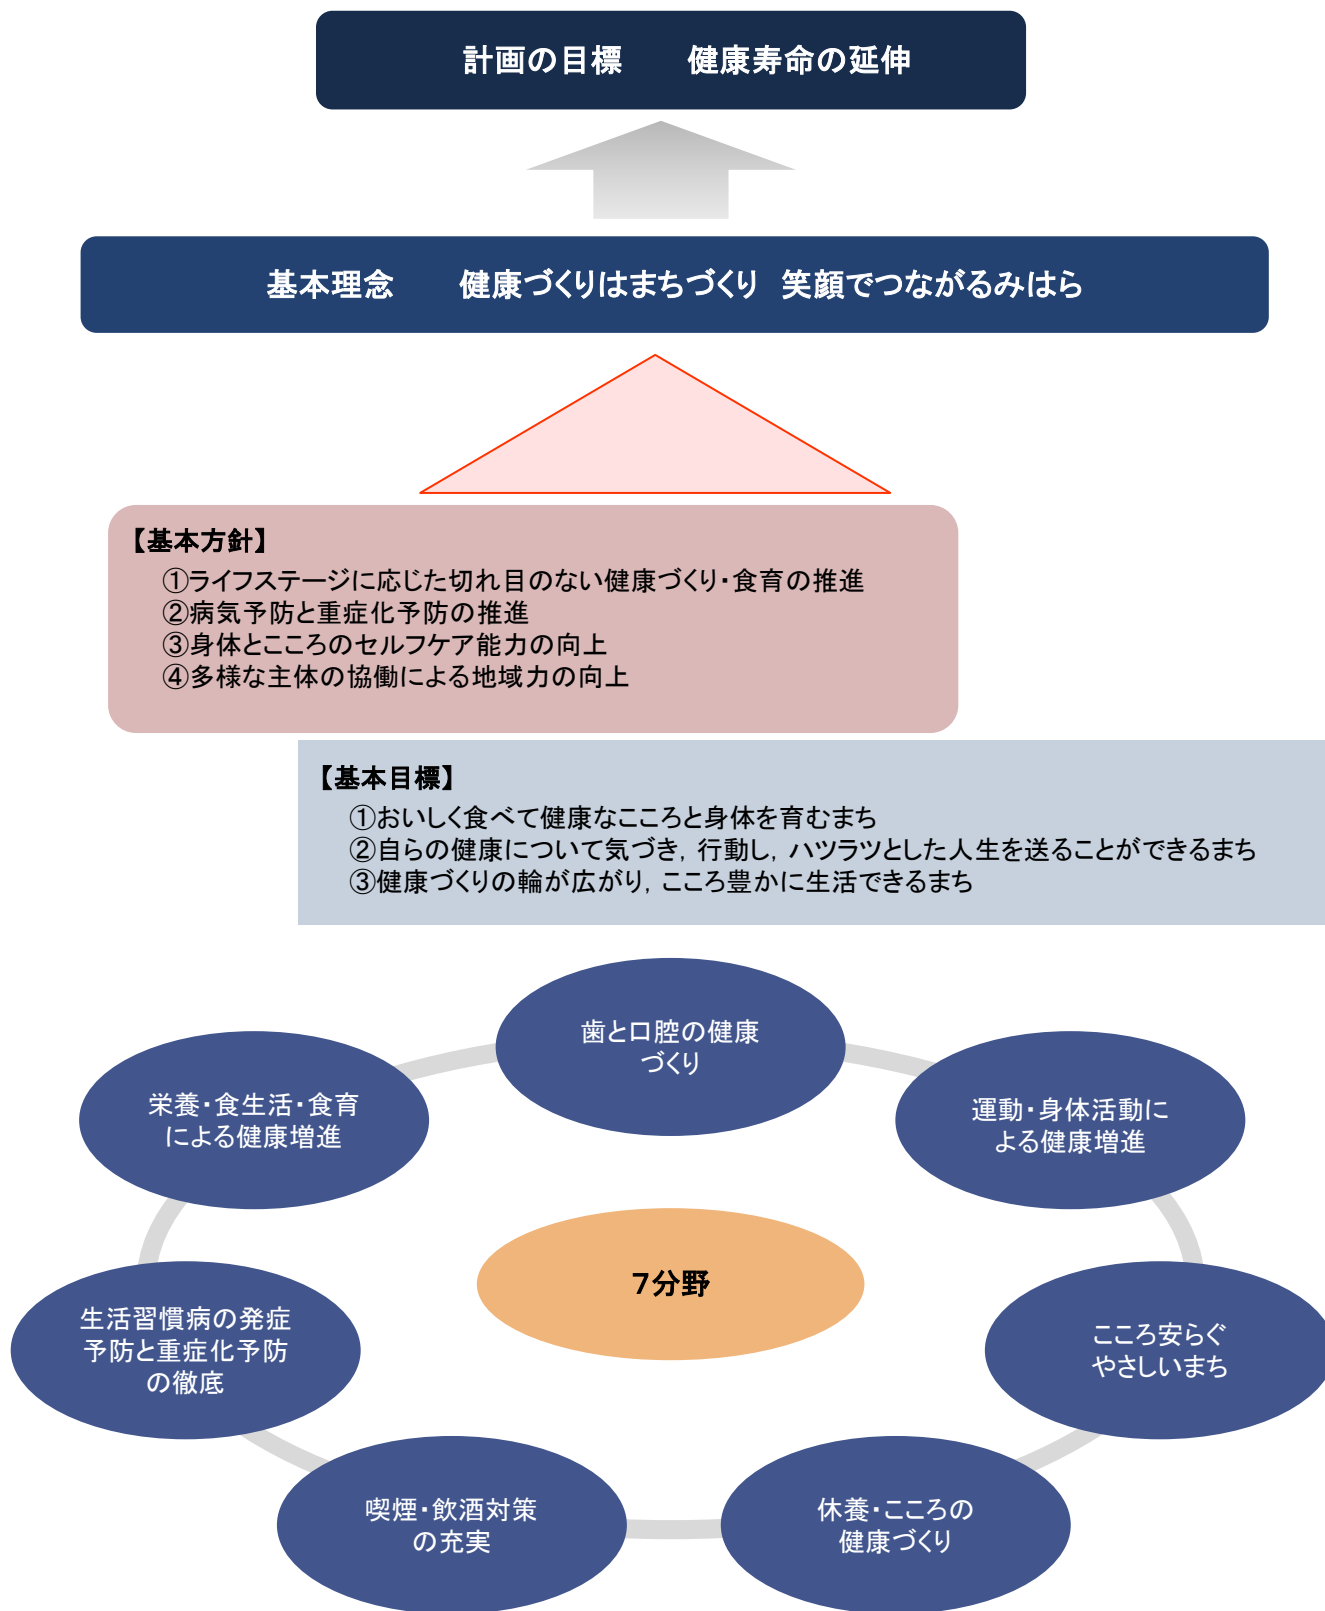 計画の目標　　健康寿命の延伸
基本理念　　健康づくりはまちづくり　笑顔でつながるみはら
【基本方針】
①ライフステージに応じた切れ目のない健康づくり・食育の推進
②病気予防と重症化予防の推進
③身体とこころのセルフケア能力の向上
④多様な主体の協働による地域力の向上
【基本目標】
①おいしく食べて健康なこころと身体を育むまち
②自らの健康について気づき，行動し，ハツラツとした人生を送ることができるまち
③健康づくりの輪が広がり，こころ豊かに生活できるまち
歯と口腔の健康
づくり
栄養・食生活・食育
による健康増進
運動・身体活動に
よる健康増進
７分野
生活習慣病の発症
予防と重症化予防
の徹底
こころ安らぐ
やさしいまち
喫煙・飲酒対策
の充実
休養・こころの
健康づくり